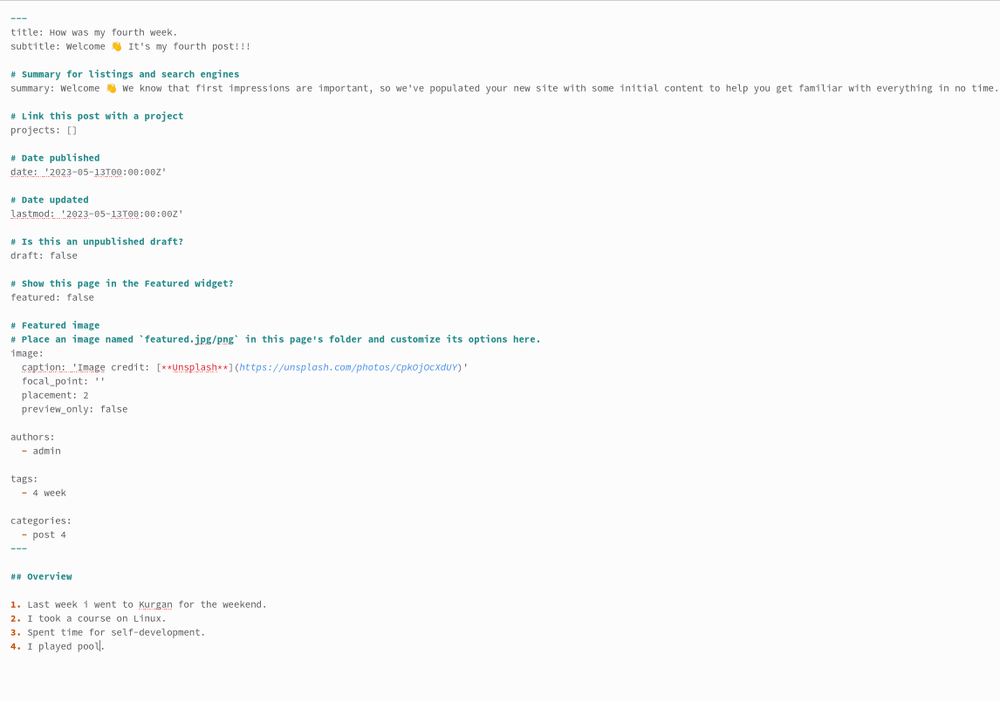 ---
title: How was my fourth week.
subtitle: Welcome 👋 It's my fourth post!!!
# Summary for listings and search engines
summary: Welcome 👋 We know that first impressions are important, so we've populated your new site with some initial content to help you get familiar with everything in no time.
# Link this post with a project
projects: []
# Date published
date: '2023-05-13T00:00:00Z'
# Date updated
lastmod: '2023-05-13T00:00:00Z'
# Is this an unpublished draft?
draft: false
# Show this page in the Featured widget?
featured: false
# Featured image
# Place an image named `featured.jpg/png` in this page's folder and customize its options here.
image:
  caption: 'Image credit: [**Unsplash**](https://unsplash.com/photos/CpkOjOcXdUY)'
  focal_point: ''
  placement: 2
  preview_only: false
authors:
  - admin
tags:
  - 4 week
categories:
  - post 4
---
## Overview
1. Last week i went to Kurgan for the weekend.
2. I took a course on Linux.
3. Spent time for self-development.
4. I played pool.